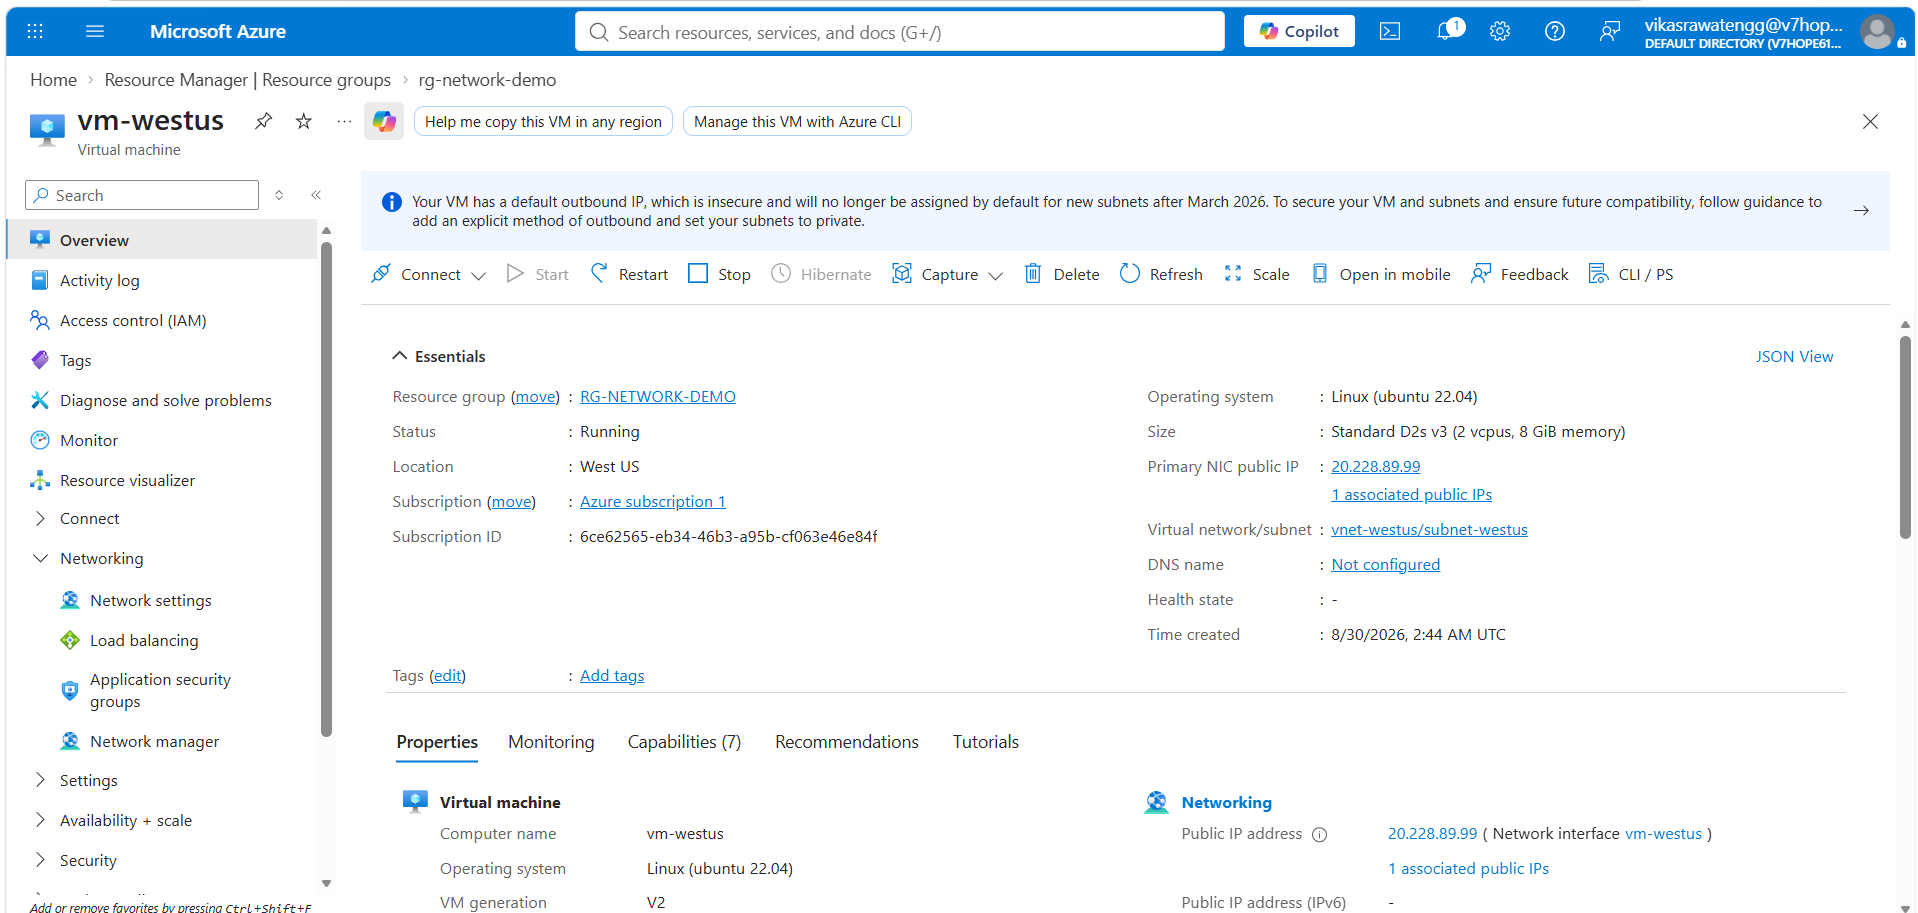 Microsoft Azure
Search resources, services, and docs (G+/)
Copilot
1
vikasrawatengg@v7hop...
DEFAULT DIRECTORY (V7HOPE61...
Home > Resource Manager | Resource groups > rg-network-demo
vm-westus
Virtual machine
Help me copy this VM in any region
Manage this VM with Azure CLI
Search
Overview
Activity log
Access control (IAM)
Tags
Diagnose and solve problems
Monitor
Resource visualizer
Connect
Networking
Network settings
Load balancing
Application security
groups
Network manager
Settings
Availability + scale
Security
Add or remove favorites by pressing Ctrl+Shift+F
Your VM has a default outbound IP, which is insecure and will no longer be assigned by default for new subnets after March 2026. To secure your VM and subnets and ensure future compatibility, follow guidance to
add an explicit method of outbound and set your subnets to private.
Connect Start Restart Stop Hibernate Capture Delete Refresh Scale Open in mobile Feedback CLI / PS
Essentials
JSON View
Resource group (move) : RG-NETWORK-DEMO
Status : Running
Location : West US
Subscription (move) : Azure subscription 1
Subscription ID : 6ce62565-eb34-46b3-a95b-cf063e46e84f
Operating system : Linux (ubuntu 22.04)
Size : Standard D2s v3 (2 vcpus, 8 GiB memory)
Primary NIC public IP : 20.228.89.99
1 associated public IPs
Virtual network/subnet : vnet-westus/subnet-westus
DNS name : Not configured
Health state : -
Time created : 8/30/2026, 2:44 AM UTC
Tags (edit) : Add tags
Properties Monitoring Capabilities (7) Recommendations Tutorials
Virtual machine
Computer name vm-westus
Operating system Linux (ubuntu 22.04)
VM generation V2
Networking
Public IP address 20.228.89.99 ( Network interface vm-westus )
1 associated public IPs
Public IP address (IPv6) -